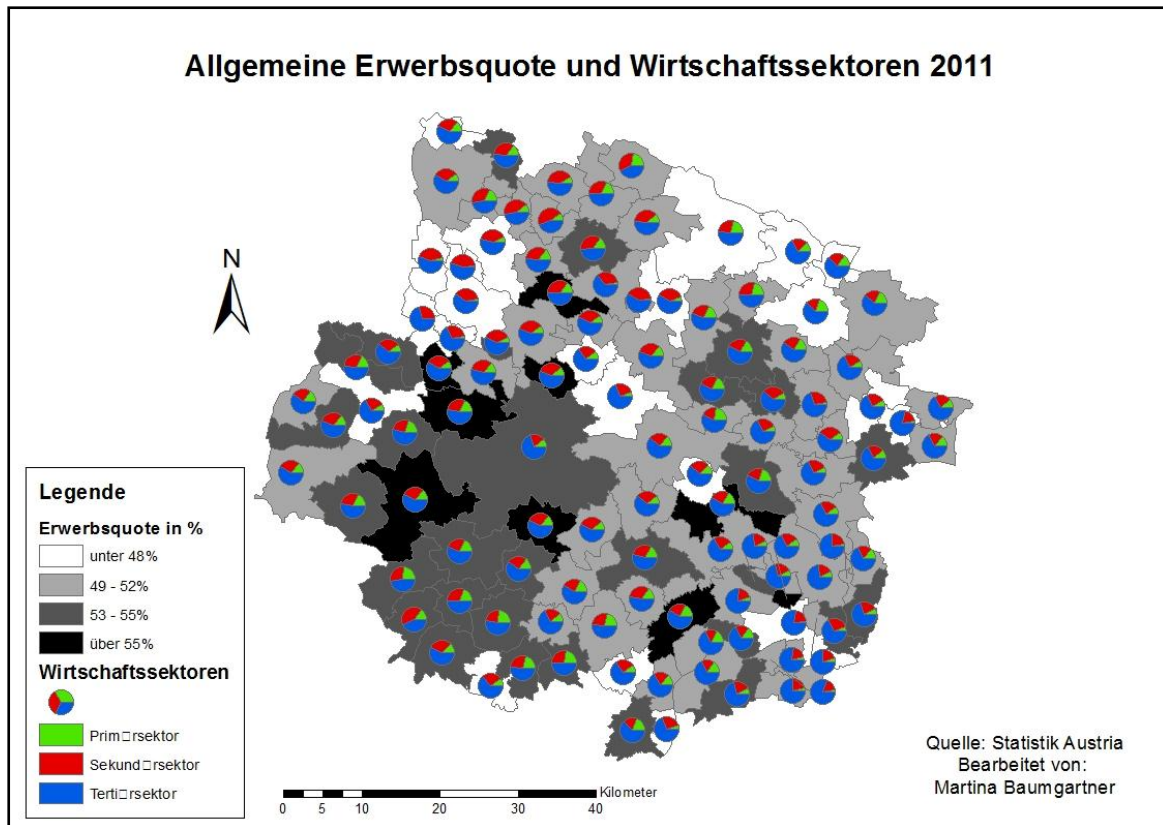 Allgemeine Erwerbsquote und Wirtschaftssektoren 2011
N
Legende
Erwerbsquote in %
unter 48%
49 - 52%
53 - 55%
über 55%
Wirtschaftssektoren
Prim□rsektor
Sekund□rsektor
Terti□rsektor
Kilometer
0 5 10 20 30 40
Quelle: Statistik Austria
Bearbeitet von:
Martina Baumgartner